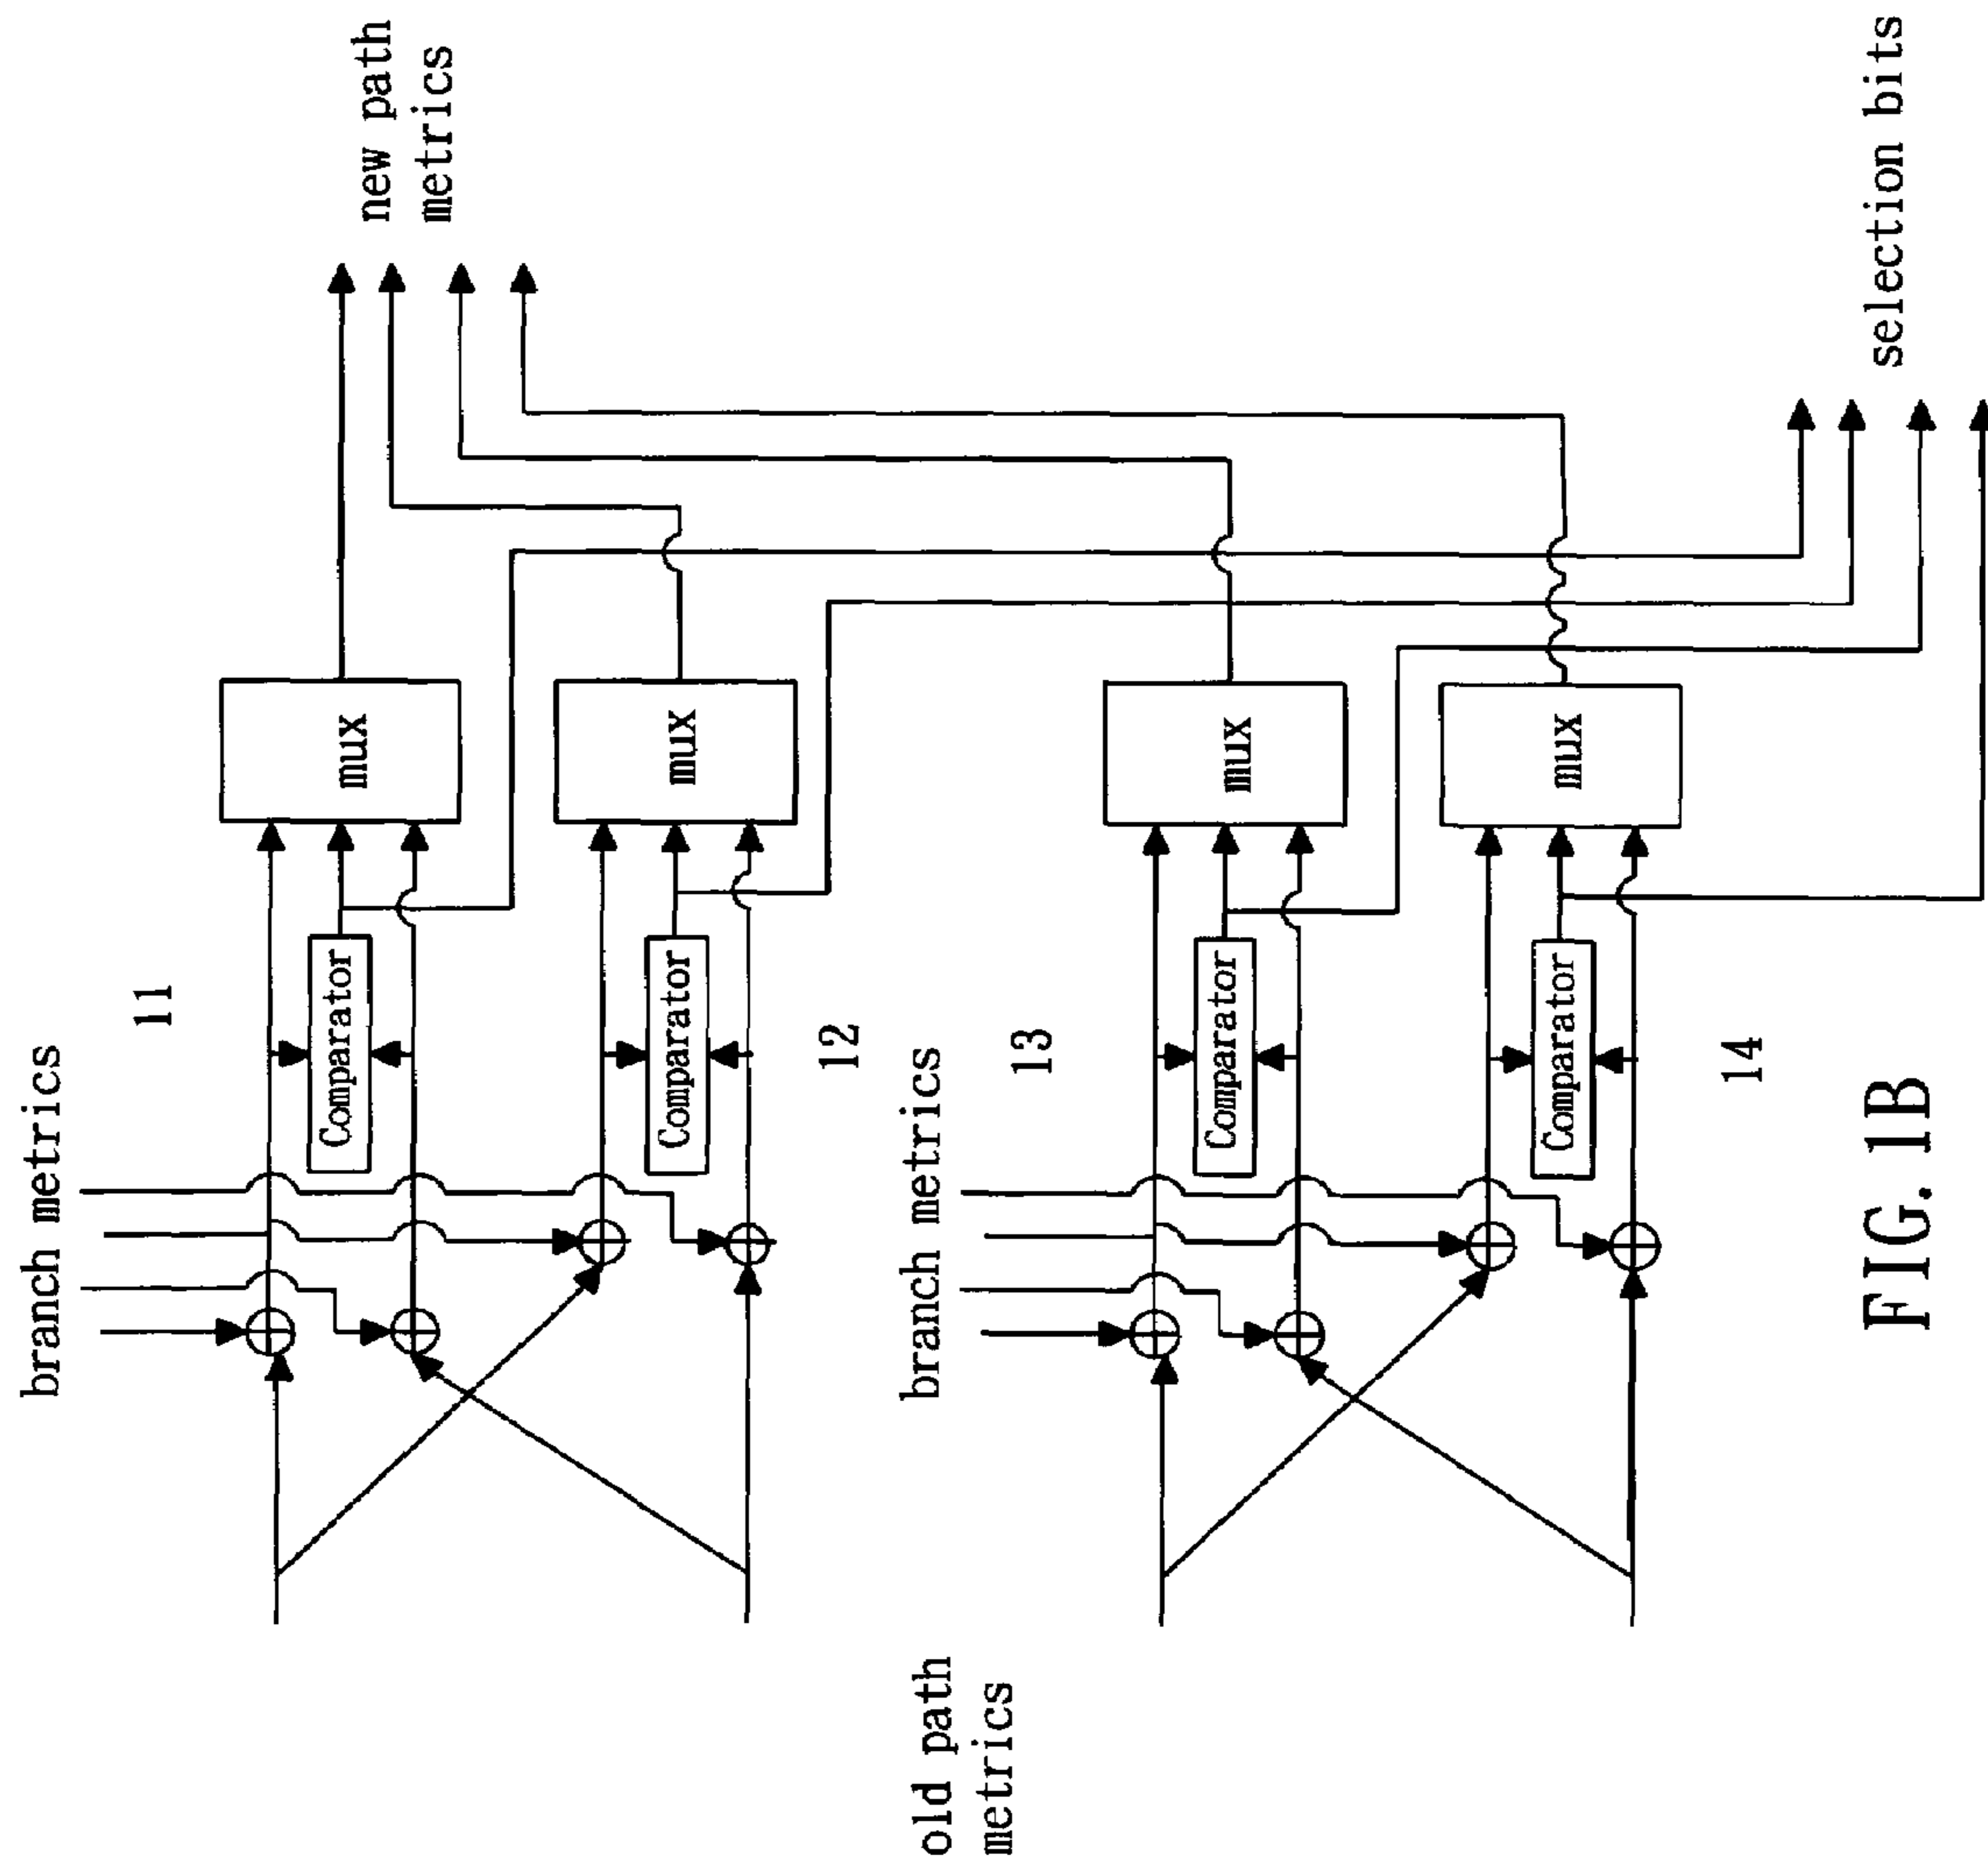 old path
metrics
branch metrics
11
Comparator
mux
Comparator
mux
12
branch metrics
13
Comparator
mux
Comparator
mux
14
new path
metrics
selection bits
FIG. 1B